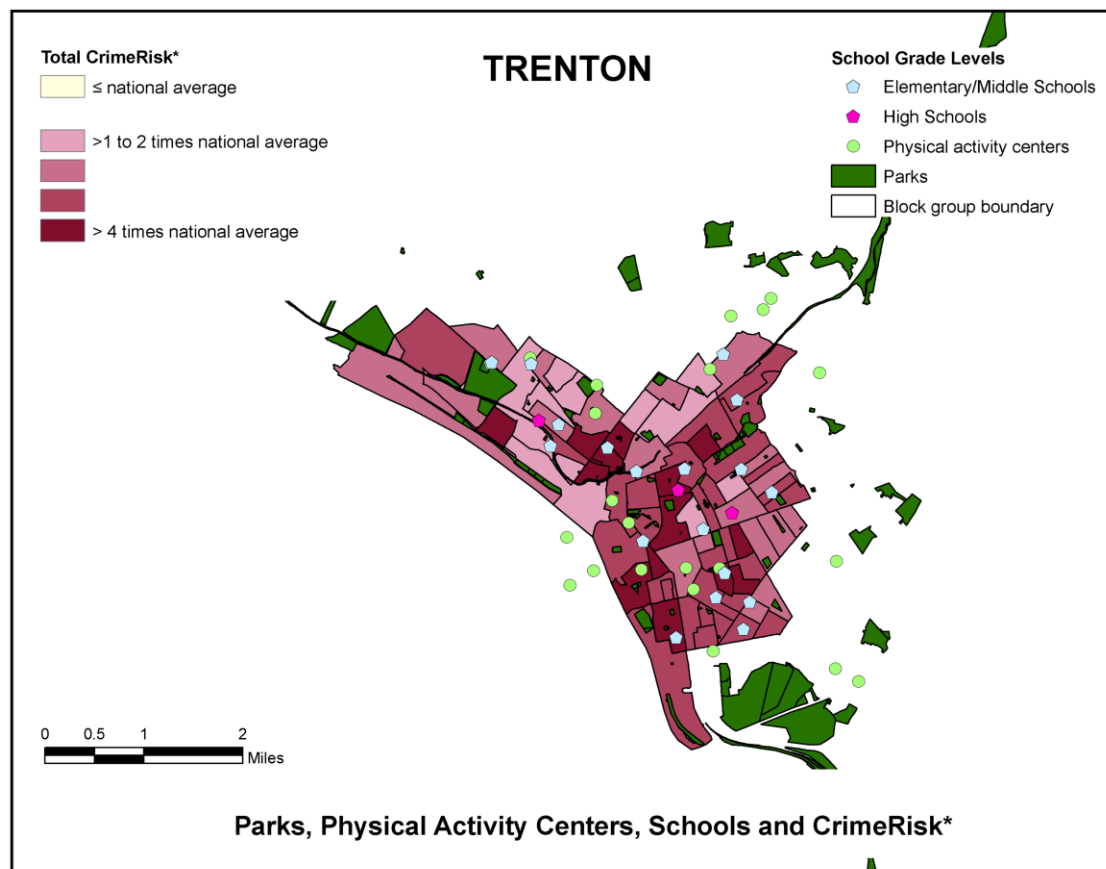 TRENTON
Total CrimeRisk*
≤ national average
>1 to 2 times national average
> 4 times national average
School Grade Levels
Elementary/Middle Schools
High Schools
Physical activity centers
Parks
Block group boundary
0 0.5 1 2
Miles
Parks, Physical Activity Centers, Schools and CrimeRisk*